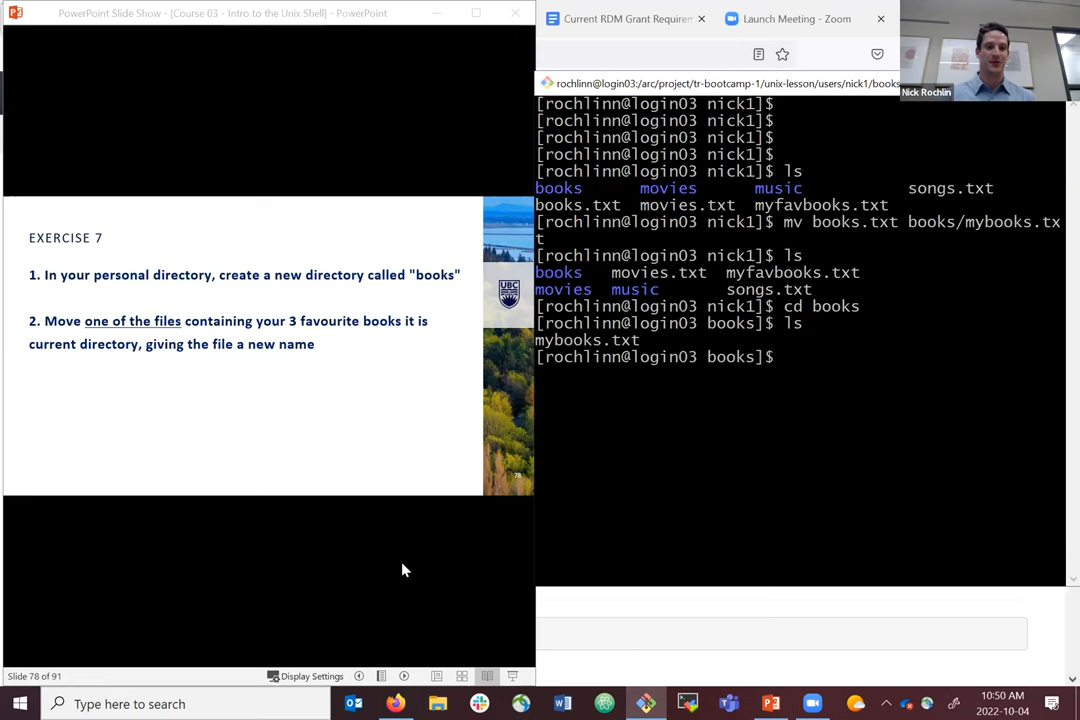 PowerPoint Slide Show - [Course 03 - Intro to the Unix Shell] - PowerPoint
EXERCISE 7
1. In your personal directory, create a new directory called "books"
2. Move one of the files containing your 3 favourite books it is
current directory, giving the file a new name
UBC
78
Slide 78 of 91
Display Settings
Current RDM Grant Requirem
Launch Meeting - Zoom
rochlinn@login03:/arc/project/tr-bootcamp-1/unix-lesson/users/nick1/books
Nick Rochlin
[rochlinn@login03 nick1]$
[rochlinn@login03 nick1]$
[rochlinn@login03 nick1]$
[rochlinn@login03 nick1]$
[rochlinn@login03 nick1]$ ls
books movies music songs.txt
books.txt movies.txt myfavbooks.txt
[rochlinn@login03 nick1]$ mv books.txt books/mybooks.tx
t
[rochlinn@login03 nick1]$ ls
books movies.txt myfavbooks.txt
movies music songs.txt
[rochlinn@login03 nick1]$ cd books
[rochlinn@login03 books]$ ls
mybooks.txt
[rochlinn@login03 books]$
Type here to search
10:50 AM
2022-10-04